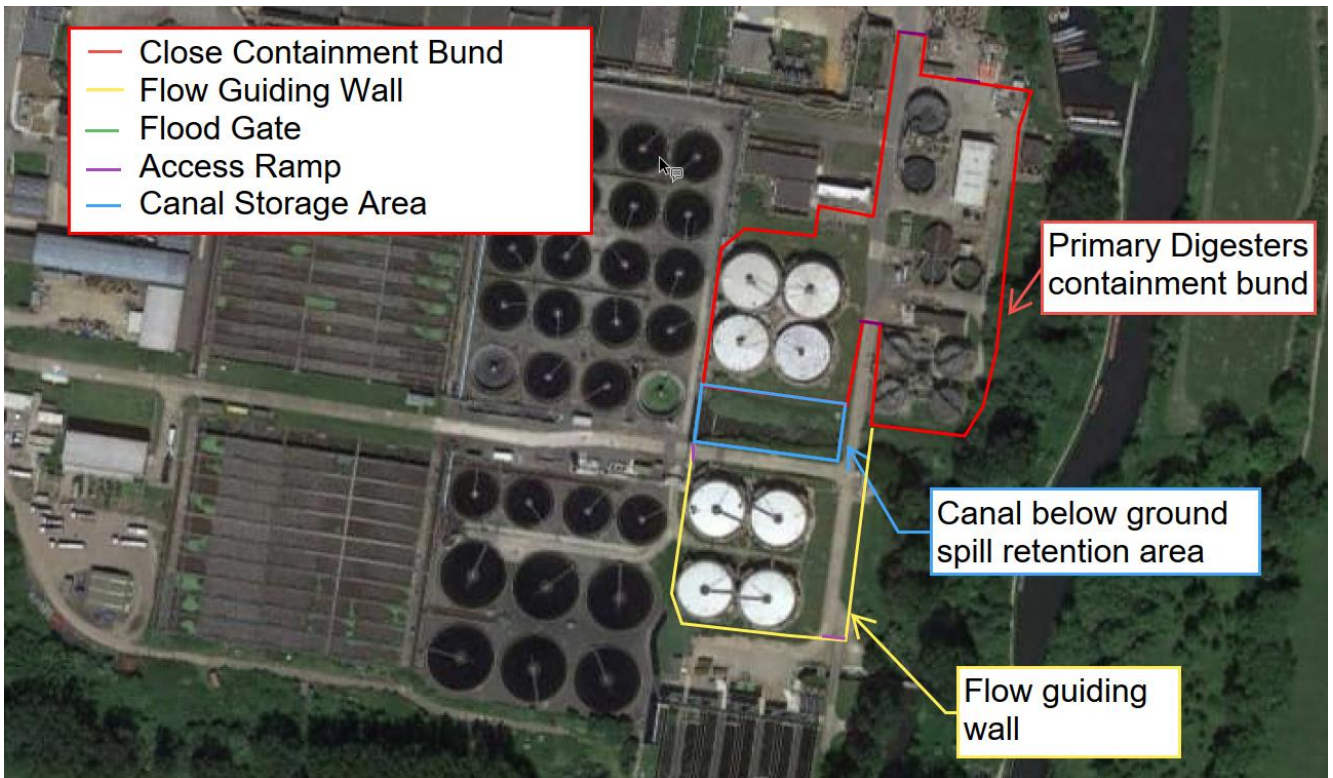 Close Containment Bund
Flow Guiding Wall
Flood Gate
Access Ramp
Canal Storage Area
Primary Digesters
containment bund
Canal below ground
spill retention area
Flow guiding
wall